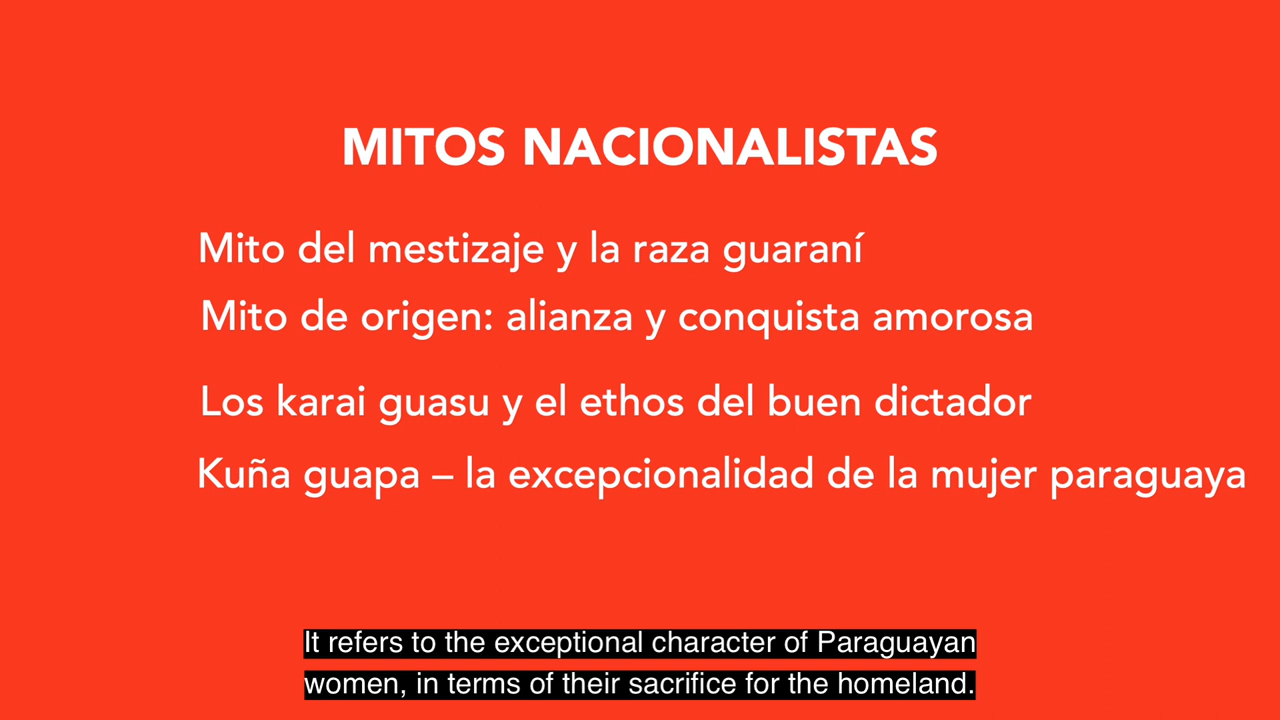 MITOS NACIONALISTAS
Mito del mestizaje y la raza guaraní
Mito de origen: alianza y conquista amorosa
Los karai guasu y el ethos del buen dictador
Kuña guapa – la excepcionalidad de la mujer paraguaya
It refers to the exceptional character of Paraguayan
women, in terms of their sacrifice for the homeland.